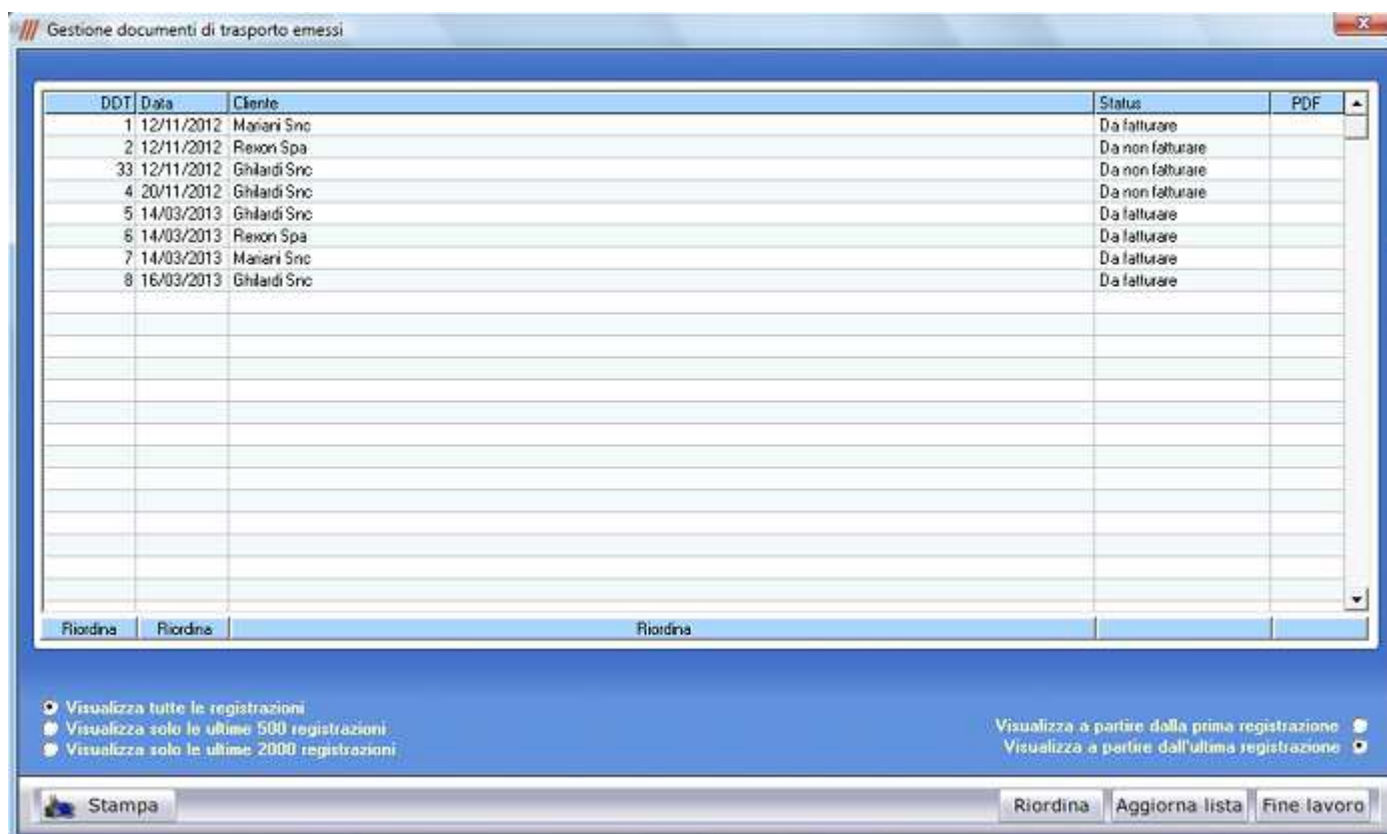 Gestione documenti di trasporto emessi
DDT Data Cliente Status PDF
1 12/11/2012 Mariani Snc Da fatturare
2 12/11/2012 Rexon Spa Da non fatturare
33 12/11/2012 Ghilardi Snc Da non fatturare
4 20/11/2012 Ghilardi Snc Da non fatturare
5 14/03/2013 Ghilardi Snc Da fatturare
6 14/03/2013 Rexon Spa Da fatturare
7 14/03/2013 Mariani Snc Da fatturare
8 16/03/2013 Ghilardi Snc Da fatturare
Riordina Riordina Riordina
Visualizza tutte le registrazioni
Visualizza solo le ultime 500 registrazioni
Visualizza solo le ultime 2000 registrazioni
Visualizza a partire dalla prima registrazione
Visualizza a partire dall'ultima registrazione
Stampa Riordina Aggiorna lista Fine lavoro